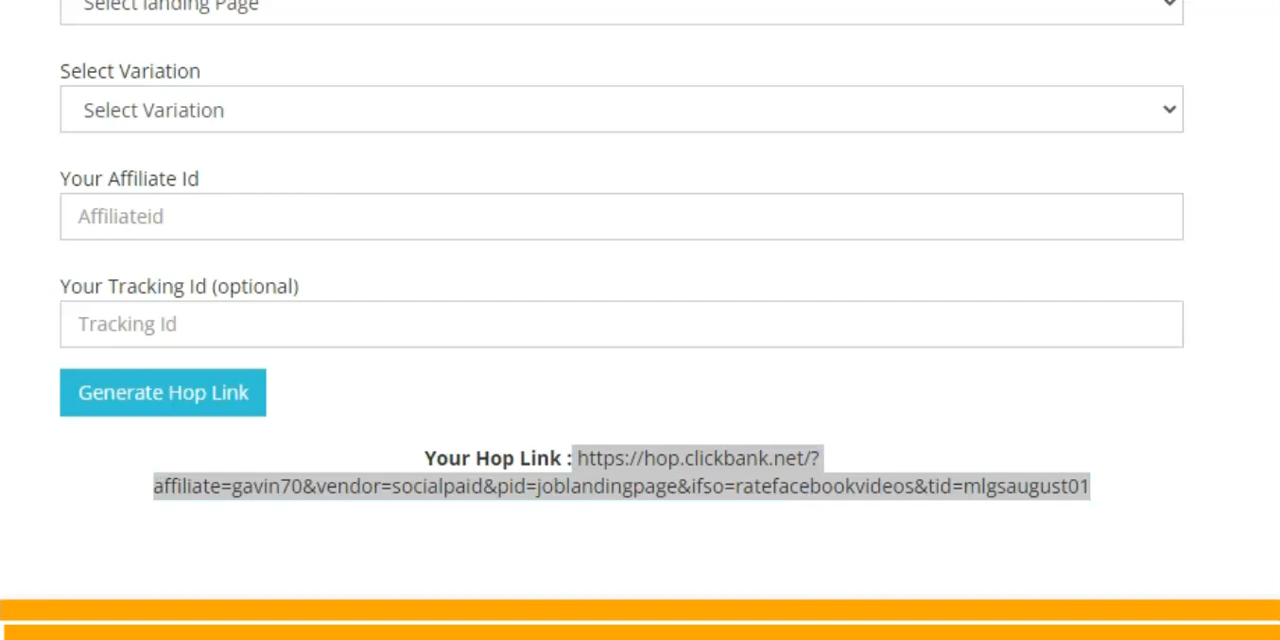 Select landing Page
Select Variation
Select Variation
Your Affiliate Id
Affiliateid
Your Tracking Id (optional)
Tracking Id
Generate Hop Link
Your Hop Link : https://hop.clickbank.net/?
affiliate=gavin70&vendor=socialpaid&pid=joblandingpage&ifso=ratefacebookvideos&tid=mlgsaugust01